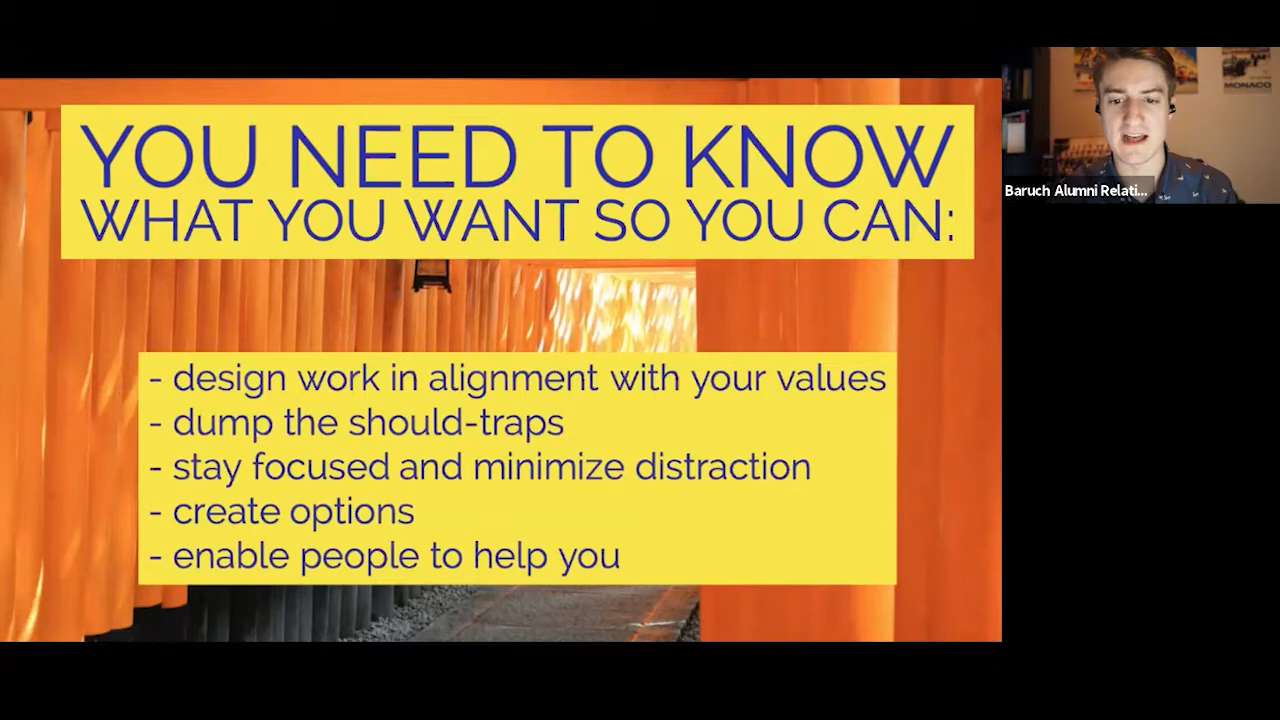 YOU NEED TO KNOW
WHAT YOU WANT SO YOU CAN:
- design work in alignment with your values
- dump the should-traps
- stay focused and minimize distraction
- create options
- enable people to help you
MONACO
Baruch Alumni Relati...